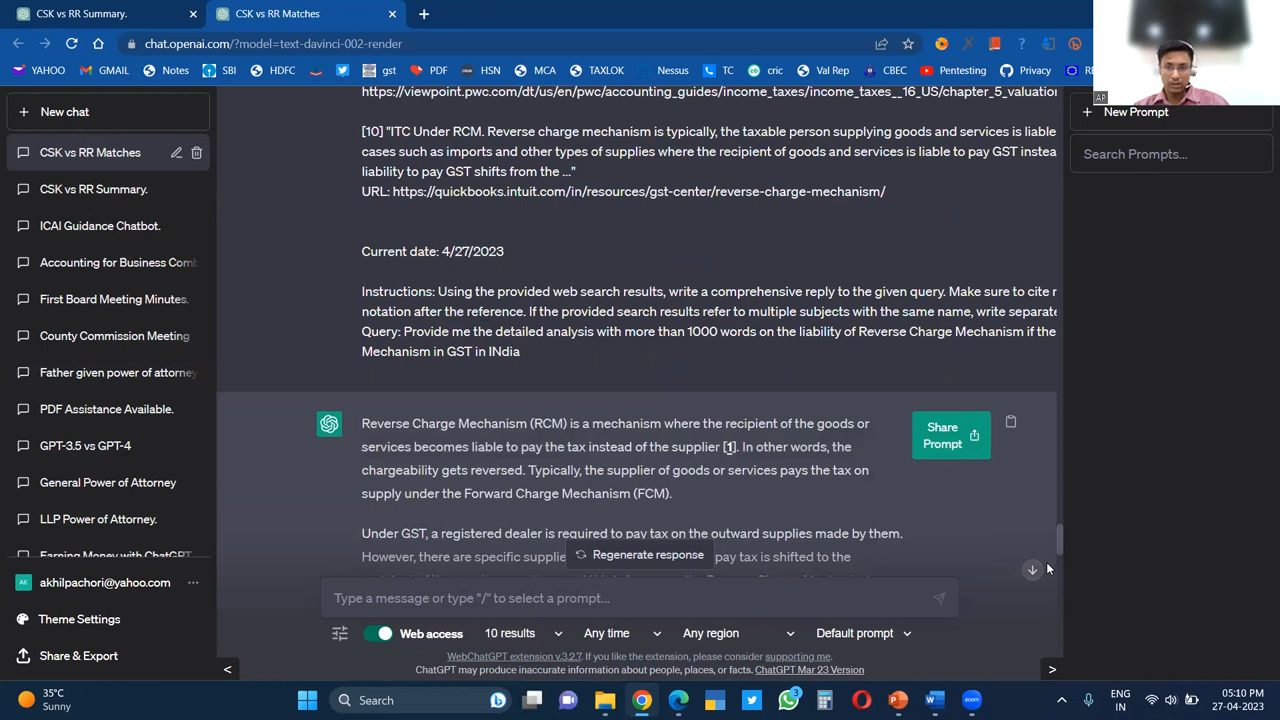 CSK vs RR Summary.
CSK vs RR Matches
chat.openai.com/?model=text-davinci-002-render
YAHOO
GMAIL
Notes
SBI
HDFC
gst
PDF
HSN
MCA
TAXLOK
Nessus
TC
cric
Val Rep
CBEC
Pentesting
Privacy
AP
New chat
CSK vs RR Matches
CSK vs RR Summary.
ICAI Guidance Chatbot.
Accounting for Business Com
First Board Meeting Minutes.
County Commission Meeting
Father given power of attorney
PDF Assistance Available.
GPT-3.5 vs GPT-4
General Power of Attorney
LLP Power of Attorney.
Earning Money with ChatGPT
AK akhilpachori@yahoo.com ...
Theme Settings
Share & Export
https://viewpoint.pwc.com/dt/us/en/pwc/accounting_guides/income_taxes/income_taxes__16_US/chapter_5_valuation
[10] "ITC Under RCM. Reverse charge mechanism is typically, the taxable person supplying goods and services is liable
cases such as imports and other types of supplies where the recipient of goods and services is liable to pay GST instea
liability to pay GST shifts from the ..."
URL: https://quickbooks.intuit.com/in/resources/gst-center/reverse-charge-mechanism/
Current date: 4/27/2023
Instructions: Using the provided web search results, write a comprehensive reply to the given query. Make sure to cite r
notation after the reference. If the provided search results refer to multiple subjects with the same name, write separate
Query: Provide me the detailed analysis with more than 1000 words on the liability of Reverse Charge Mechanism if the
Mechanism in GST in INdia
Reverse Charge Mechanism (RCM) is a mechanism where the recipient of the goods or
services becomes liable to pay the tax instead of the supplier [1]. In other words, the
chargeability gets reversed. Typically, the supplier of goods or services pays the tax on
supply under the Forward Charge Mechanism (FCM).
Under GST, a registered dealer is required to pay tax on the outward supplies made by them.
However, there are specific supplie
pay tax is shifted to the
Share
Prompt
Regenerate response
Type a message or type "/" to select a prompt...
Web access
10 results
Any time
Any region
Default prompt
WebChatGPT extension v.3.2.7. If you like the extension, please consider supporting me.
ChatGPT may produce inaccurate information about people, places, or facts. ChatGPT Mar 23 Version
<
>
New Prompt
Search Prompts...
35°C
Sunny
Search
3
zoom
ENG
IN
05:10 PM
27-04-2023